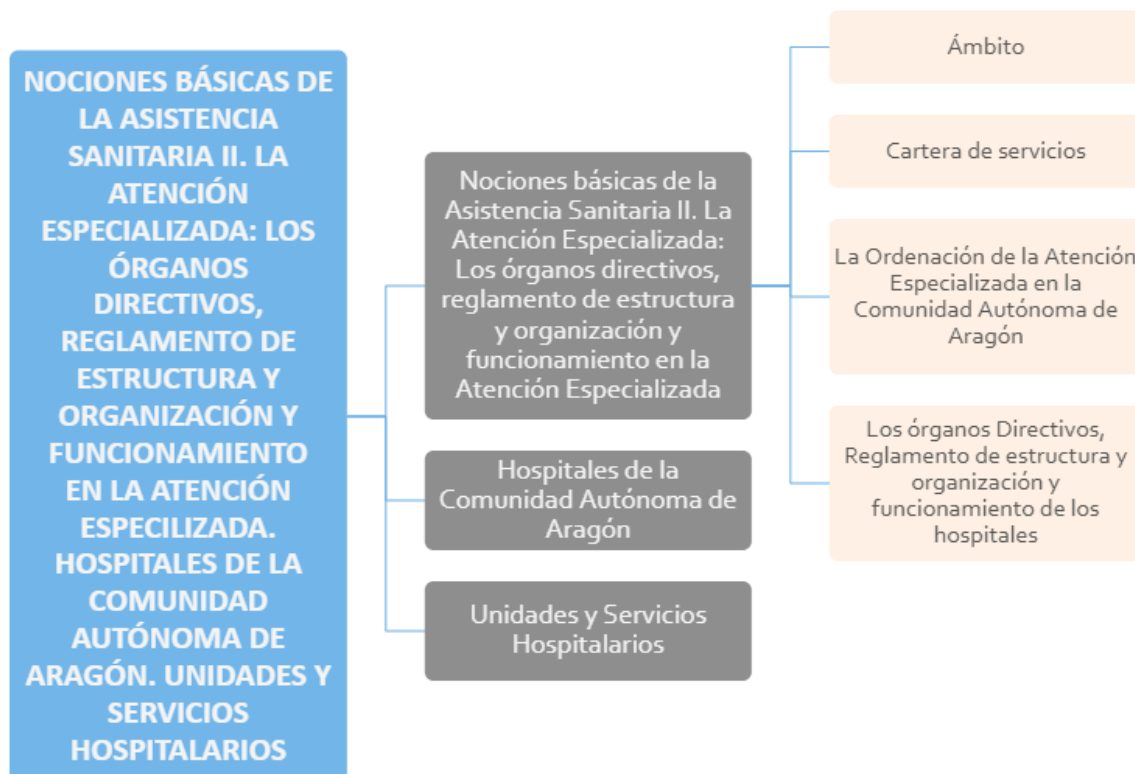 NOCIONES BÁSICAS DE
LA ASISTENCIA
SANITARIA II. LA
ATENCIÓN
ESPECIALIZADA: LOS
ÓRGANOS
DIRECTIVOS,
REGLAMENTO DE
ESTRUCTURA Y
ORGANIZACIÓN Y
FUNCIONAMIENTO
EN LA ATENCIÓN
ESPECILIZADA.
HOSPITALES DE LA
COMUNIDAD
AUTÓNOMA DE
ARAGÓN. UNIDADES Y
SERVICIOS
HOSPITALARIOS
Nociones básicas de la
Asistencia Sanitaria II. La
Atención Especializada:
Los órganos directivos,
reglamento de estructura
y organización y
funcionamiento en la
Atención Especializada
Hospitales de la
Comunidad Autónoma de
Aragón
Unidades y Servicios
Hospitalarios
Ámbito
Cartera de servicios
La Ordenación de la Atención
Especializada en la
Comunidad Autónoma de
Aragón
Los órganos Directivos,
Reglamento de estructura y
organización y
funcionamiento de los
hospitales